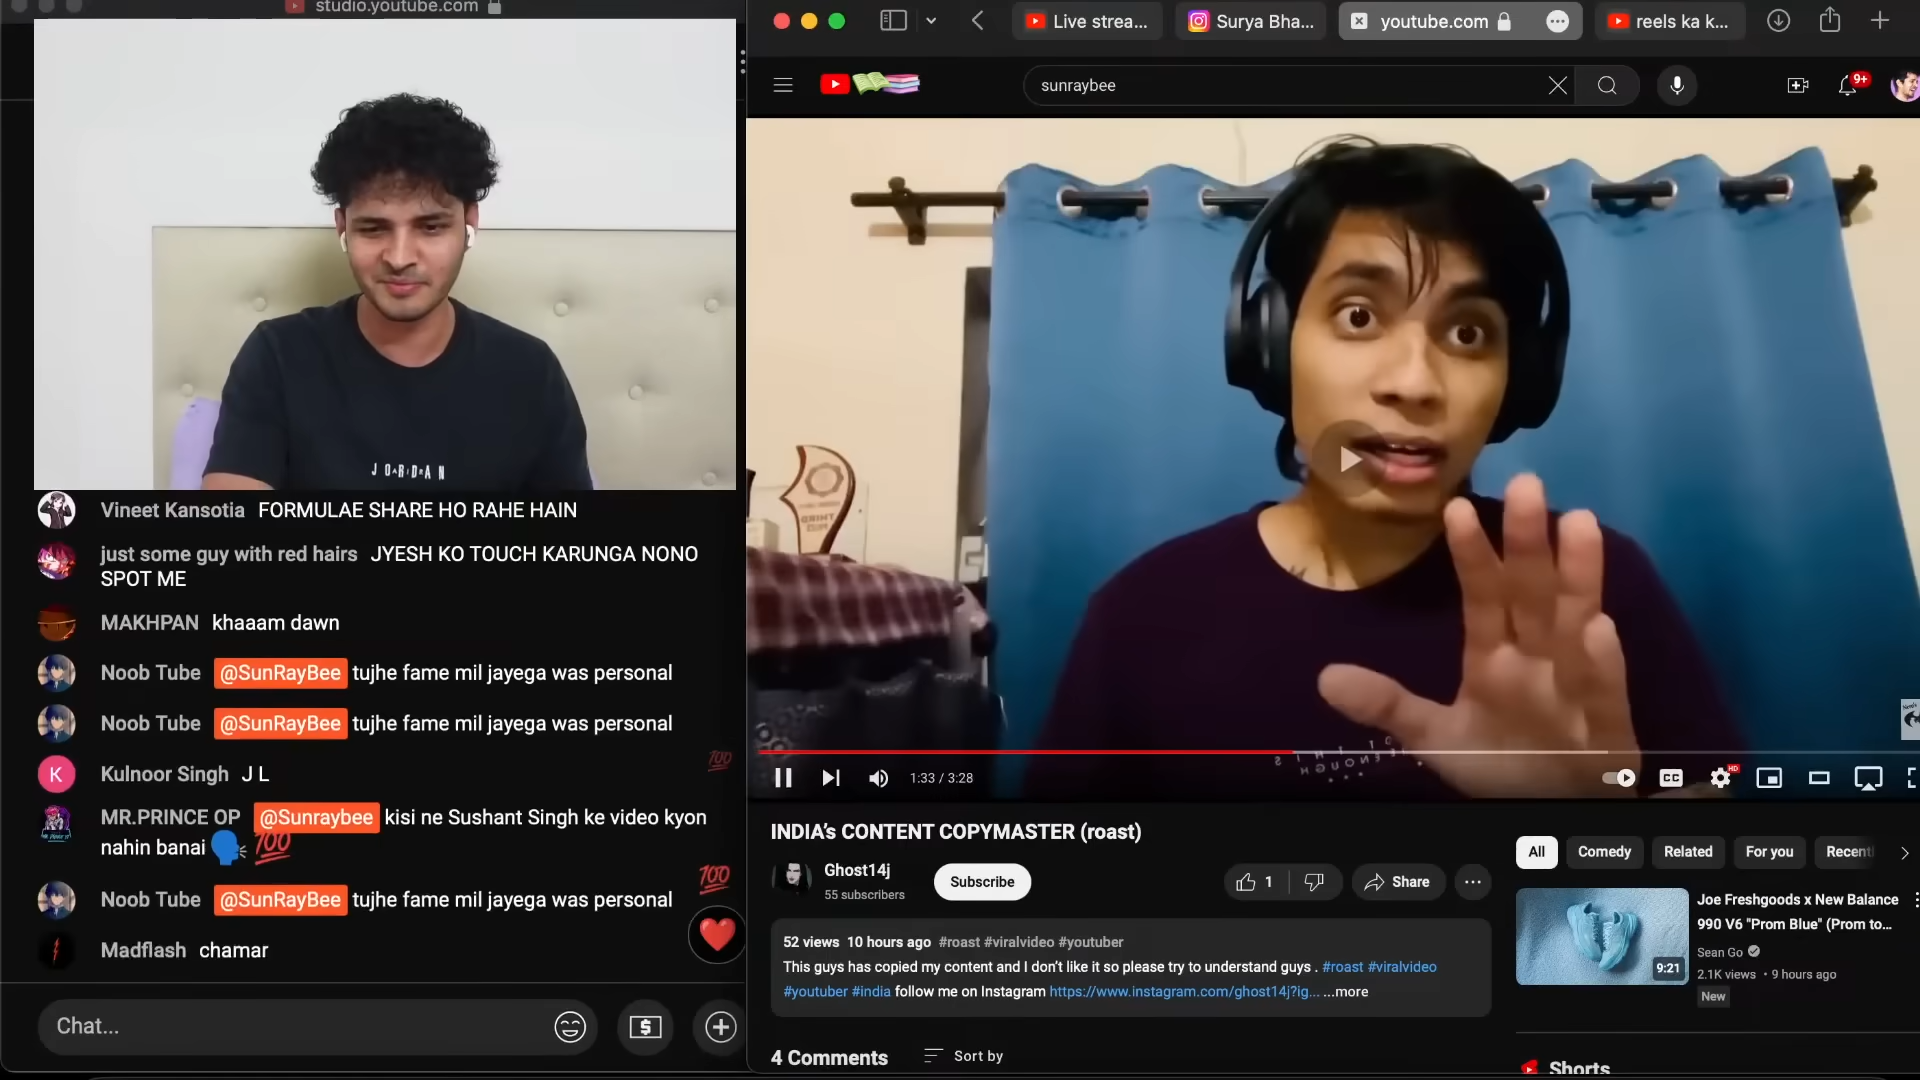 studio.youtube.com
Live strea...
Surya Bha...
youtube.com
reels ka k...
sunraybee
9+
JORDAN
THIRD
Vineet Kansotia FORMULAE SHARE HO RAHE HAIN
just some guy with red hairs JYESH KO TOUCH KARUNGA NONO
SPOT ME
MAKHPAN khaaam dawn
Noob Tube @SunRayBee tujhe fame mil jayega was personal
Noob Tube @SunRayBee tujhe fame mil jayega was personal
K Kulnoor Singh J L
MR.PRINCE OP @Sunraybee kisi ne Sushant Singh ke video kyon
nahin banai 🗣️ 💯
Noob Tube @SunRayBee tujhe fame mil jayega was personal
Madflash chamar
Chat...
1:33 / 3:28
CC
HD
INDIA's CONTENT COPYMASTER (roast)
Ghost14j
55 subscribers
Subscribe
1
Share
52 views 10 hours ago #roast #viralvideo #youtuber
This guys has copied my content and I don't like it so please try to understand guys . #roast #viralvideo
#youtuber #india follow me on Instagram https://www.instagram.com/ghost14j?ig... ...more
4 Comments
Sort by
All
Comedy
Related
For you
Recent
Joe Freshgoods x New Balance
990 V6 "Prom Blue" (Prom to...
Sean Go
2.1K views • 9 hours ago
New
9:21
Shorts